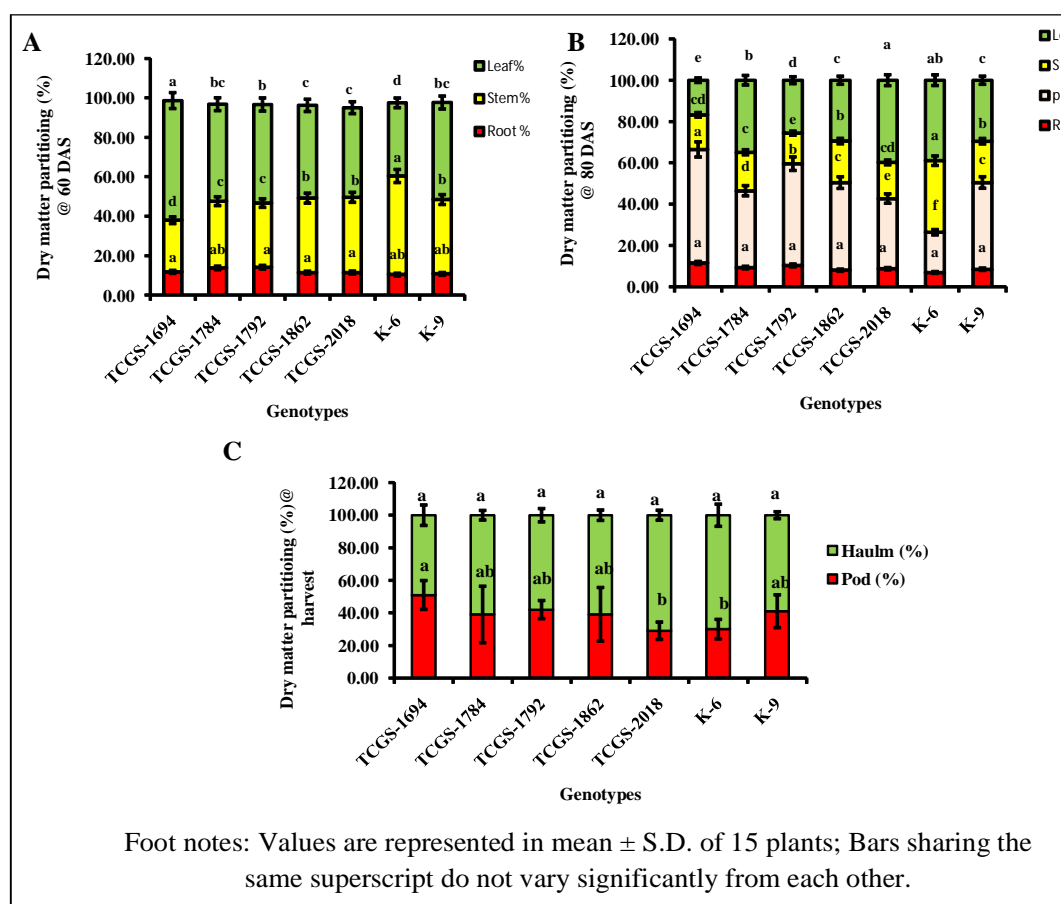 A
Dry matter partitioing (%)
@ 60 DAS
120.00
100.00
80.00
60.00
40.00
20.00
0.00
a bc b c c d bc
d c c b b a b
a ab a a a ab ab
Leaf%
Stem%
Root %
TCGS-1694
TCGS-1784
TCGS-1792
TCGS-1862
TCGS-2018
K-6
K-9
Genotypes
B
Dry matter partitioing (%)
@ 80 DAS
120.00
100.00
80.00
60.00
40.00
20.00
0.00
e b d c a ab c
cd c e b cd a b
a d b c e f c
a a a a a a a
L
S
p
R
TCGS-1694
TCGS-1784
TCGS-1792
TCGS-1862
TCGS-2018
K-6
K-9
Genotypes
C
Dry matter partitioing (%)@
harvest
120.00
100.00
80.00
60.00
40.00
20.00
0.00
a a a a a a a
a ab ab ab b b ab
Haulm (%)
Pod (%)
TCGS-1694
TCGS-1784
TCGS-1792
TCGS-1862
TCGS-2018
K-6
K-9
Genotypes
Foot notes: Values are represented in mean ± S.D. of 15 plants; Bars sharing the
same superscript do not vary significantly from each other.